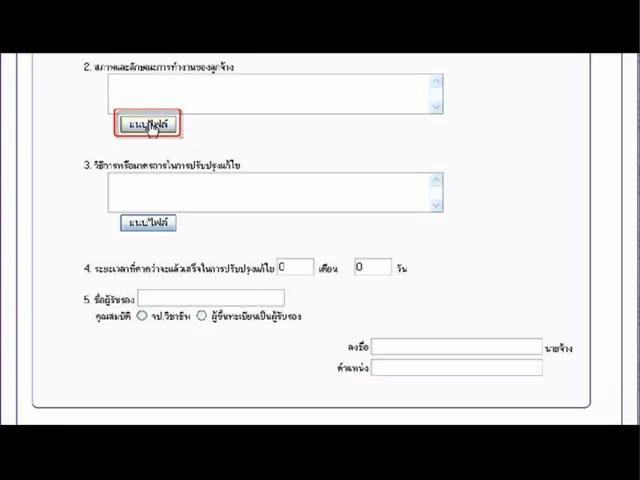 2. สภาพและลักษณะการทำงานของลูกจ้าง
แนบไฟล์
3. วิธีการหรือมาตรการในการปรับปรุงแก้ไข
แนบไฟล์
4. ระยะเวลาที่คาดว่าจะแล้วเสร็จในการปรับปรุงแก้ไข 0 เดือน 0 วัน
5. ชื่อผู้รับรอง
คุณสมบัติ จป.วิชาชีพ ผู้ขึ้นทะเบียนเป็นผู้รับรอง
ลงชื่อ นายจ้าง
ตำแหน่ง